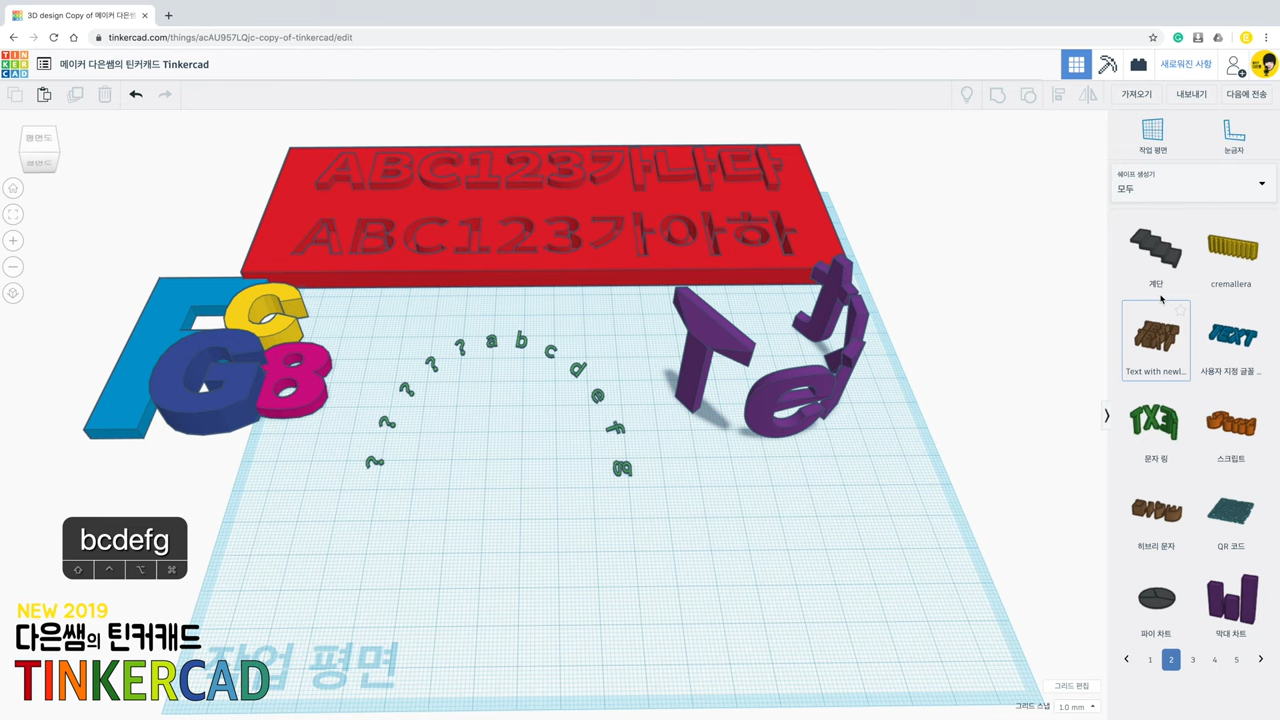 3D design Copy of 메이커 다은쌤
tinkercad.com/things/acAU957LQjc-copy-of-tinkercad/edit
TIN
KER
CAD
메이커 다은쌤의 틴커캐드 Tinkercad
새로워진 사항
가져오기
내보내기
다음에 전송
평면도
작업 평면
눈금자
쉐이프 생성기
모두
ABC123가나다
ABC123가아하
F
C
G
8
? ? ? ? ? a b c d e f g
T
e
계단
cremallera
TEXT
TEXT
Text with newl...
사용자 지정 글꼴 ...
TEXT
문자 링
스크립트
히브리 문자
QR 코드
파이 차트
막대 차트
1 2 3 4 5
bcdefg
NEW 2019
다은쌤의 틴커캐드
TINKERCAD
작업 평면
그리드 편집
그리드 스냅
1.0 mm